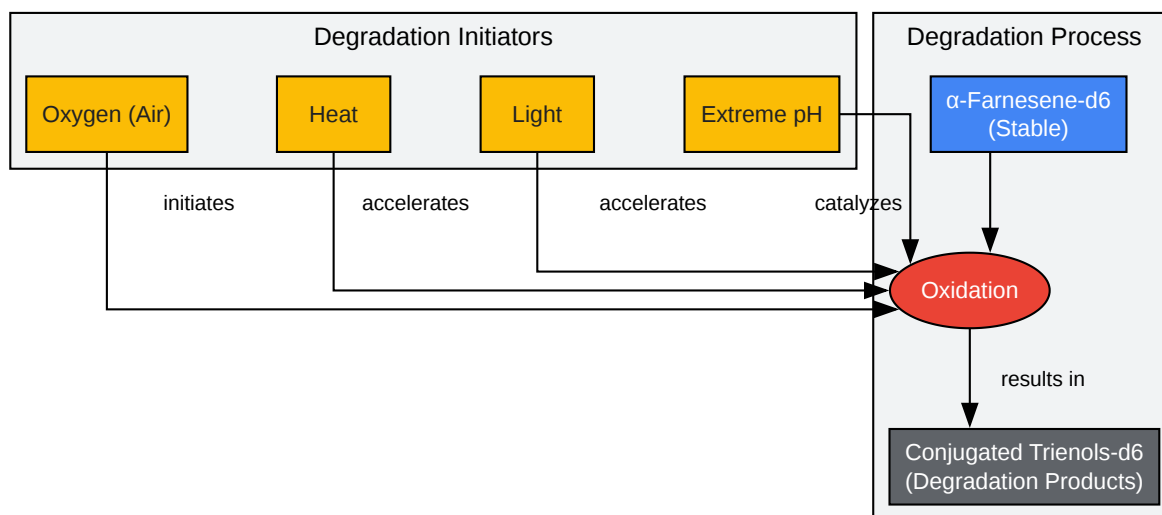 Degradation Initiators
Degradation Process
Oxygen (Air)
Heat
Light
Extreme pH
α-Farnesene-d6
(Stable)
initiates
accelerates
accelerates
catalyzes
Oxidation
results in
Conjugated Trienols-d6
(Degradation Products)